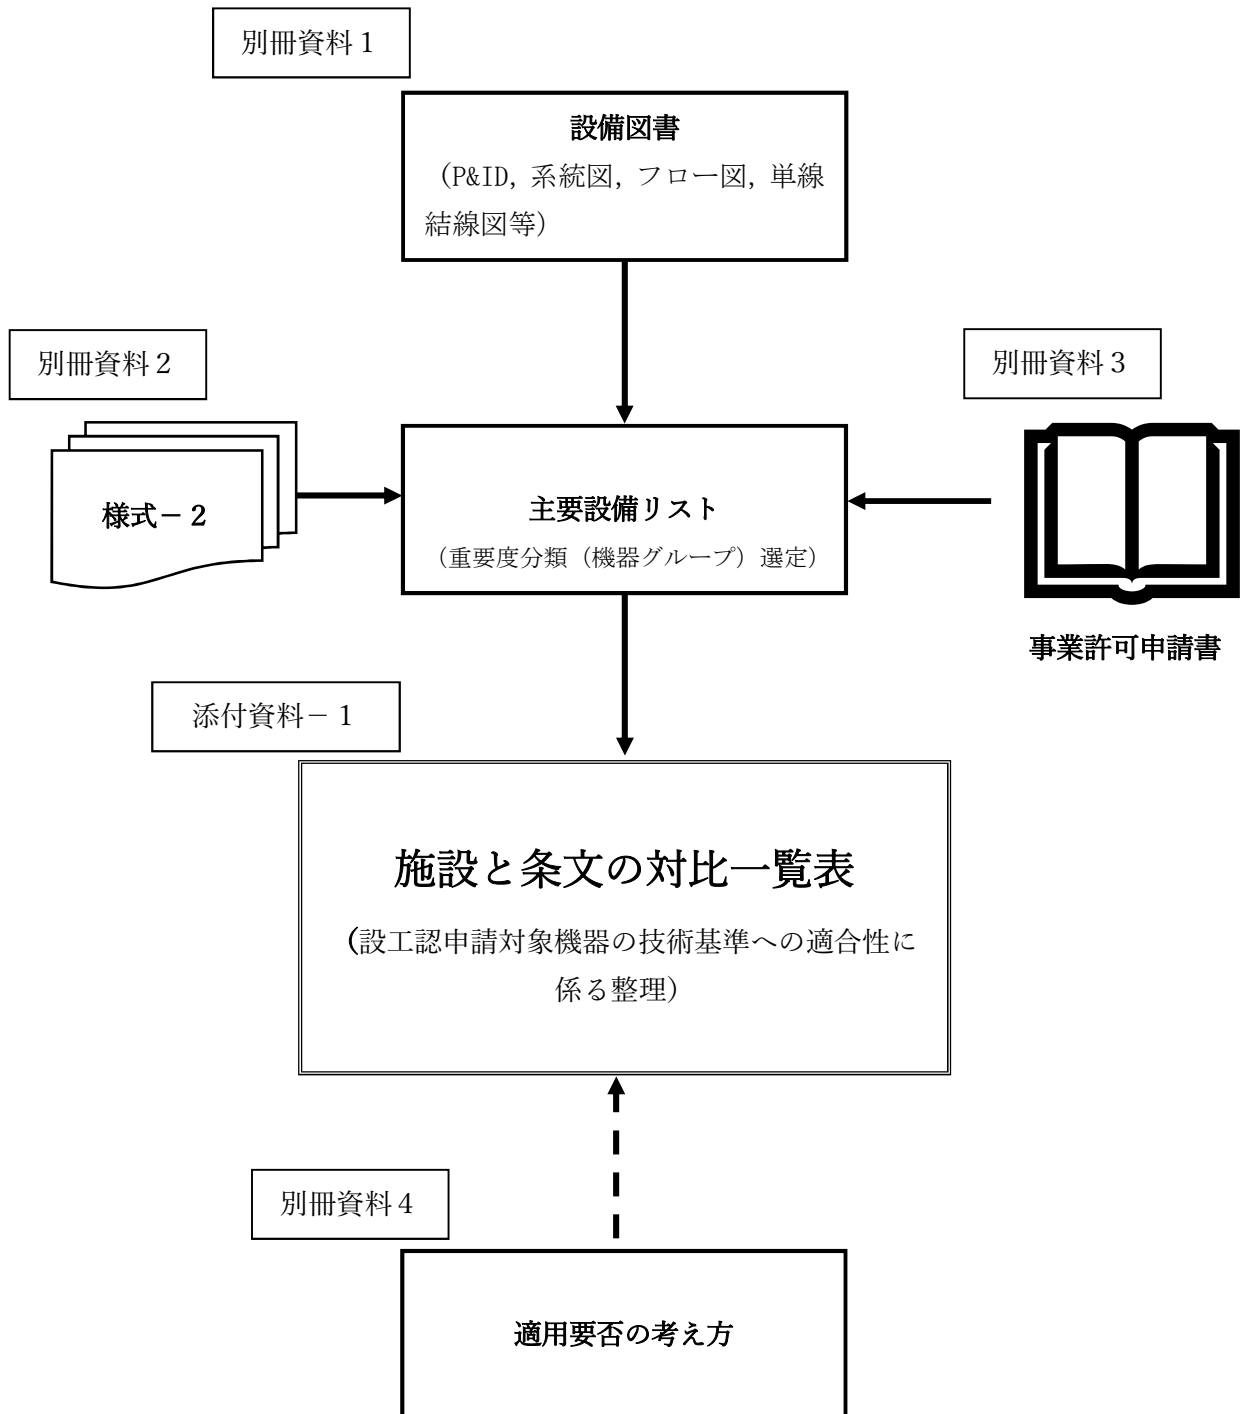 別冊資料１
設備図書
（P&ID, 系統図, フロー図, 単線
結線図等）
別冊資料２
別冊資料３
様式－２
主要設備リスト
（重要度分類（機器グループ）選定）
事業許可申請書
添付資料－１
施設と条文の対比一覧表
（設工認申請対象機器の技術基準への適合性に
係る整理）
別冊資料４
適用要否の考え方